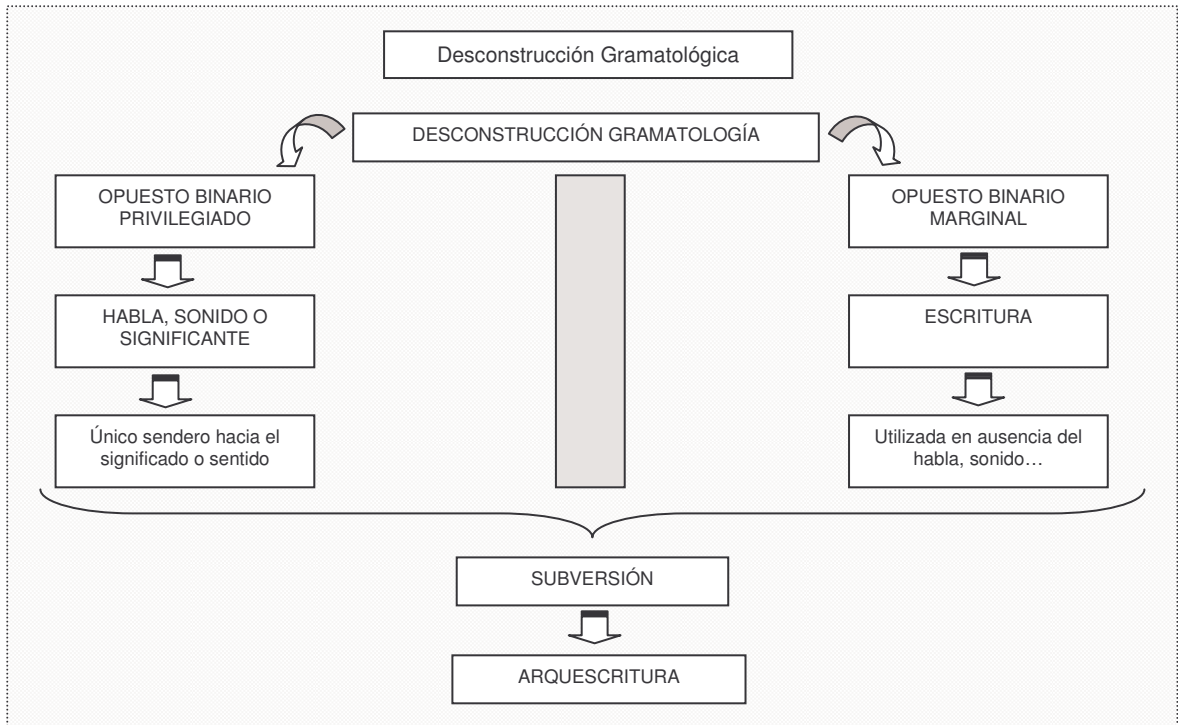 Desconstrucción Gramatológica
DESCONSTRUCCIÓN GRAMATOLOGÍA
OPUESTO BINARIO
PRIVILEGIADO
HABLA, SONIDO O
SIGNIFICANTE
Único sendero hacia el
significado o sentido
OPUESTO BINARIO
MARGINAL
ESCRITURA
Utilizada en ausencia del
habla, sonido…
SUBVERSIÓN
ARQUESCRITURA